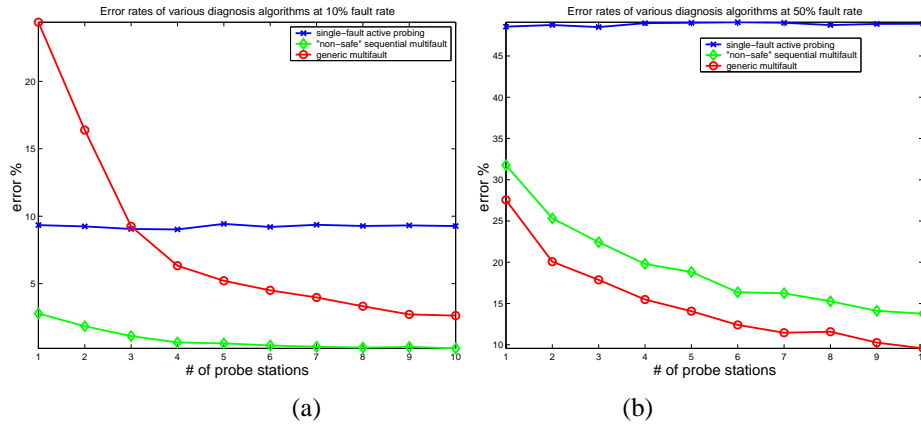 Error rates of various diagnosis algorithms at 10% fault rate
single−fault active probing
"non−safe" sequential multifault
generic multifault
error %
20
15
10
5
1 2 3 4 5 6 7 8 9 10
# of probe stations
(a)
Error rates of various diagnosis algorithms at 50% fault rate
single−fault active probing
"non−safe" sequential multifault
generic multifault
error %
45
40
35
30
25
20
15
10
1 2 3 4 5 6 7 8 9 1
# of probe stations
(b)